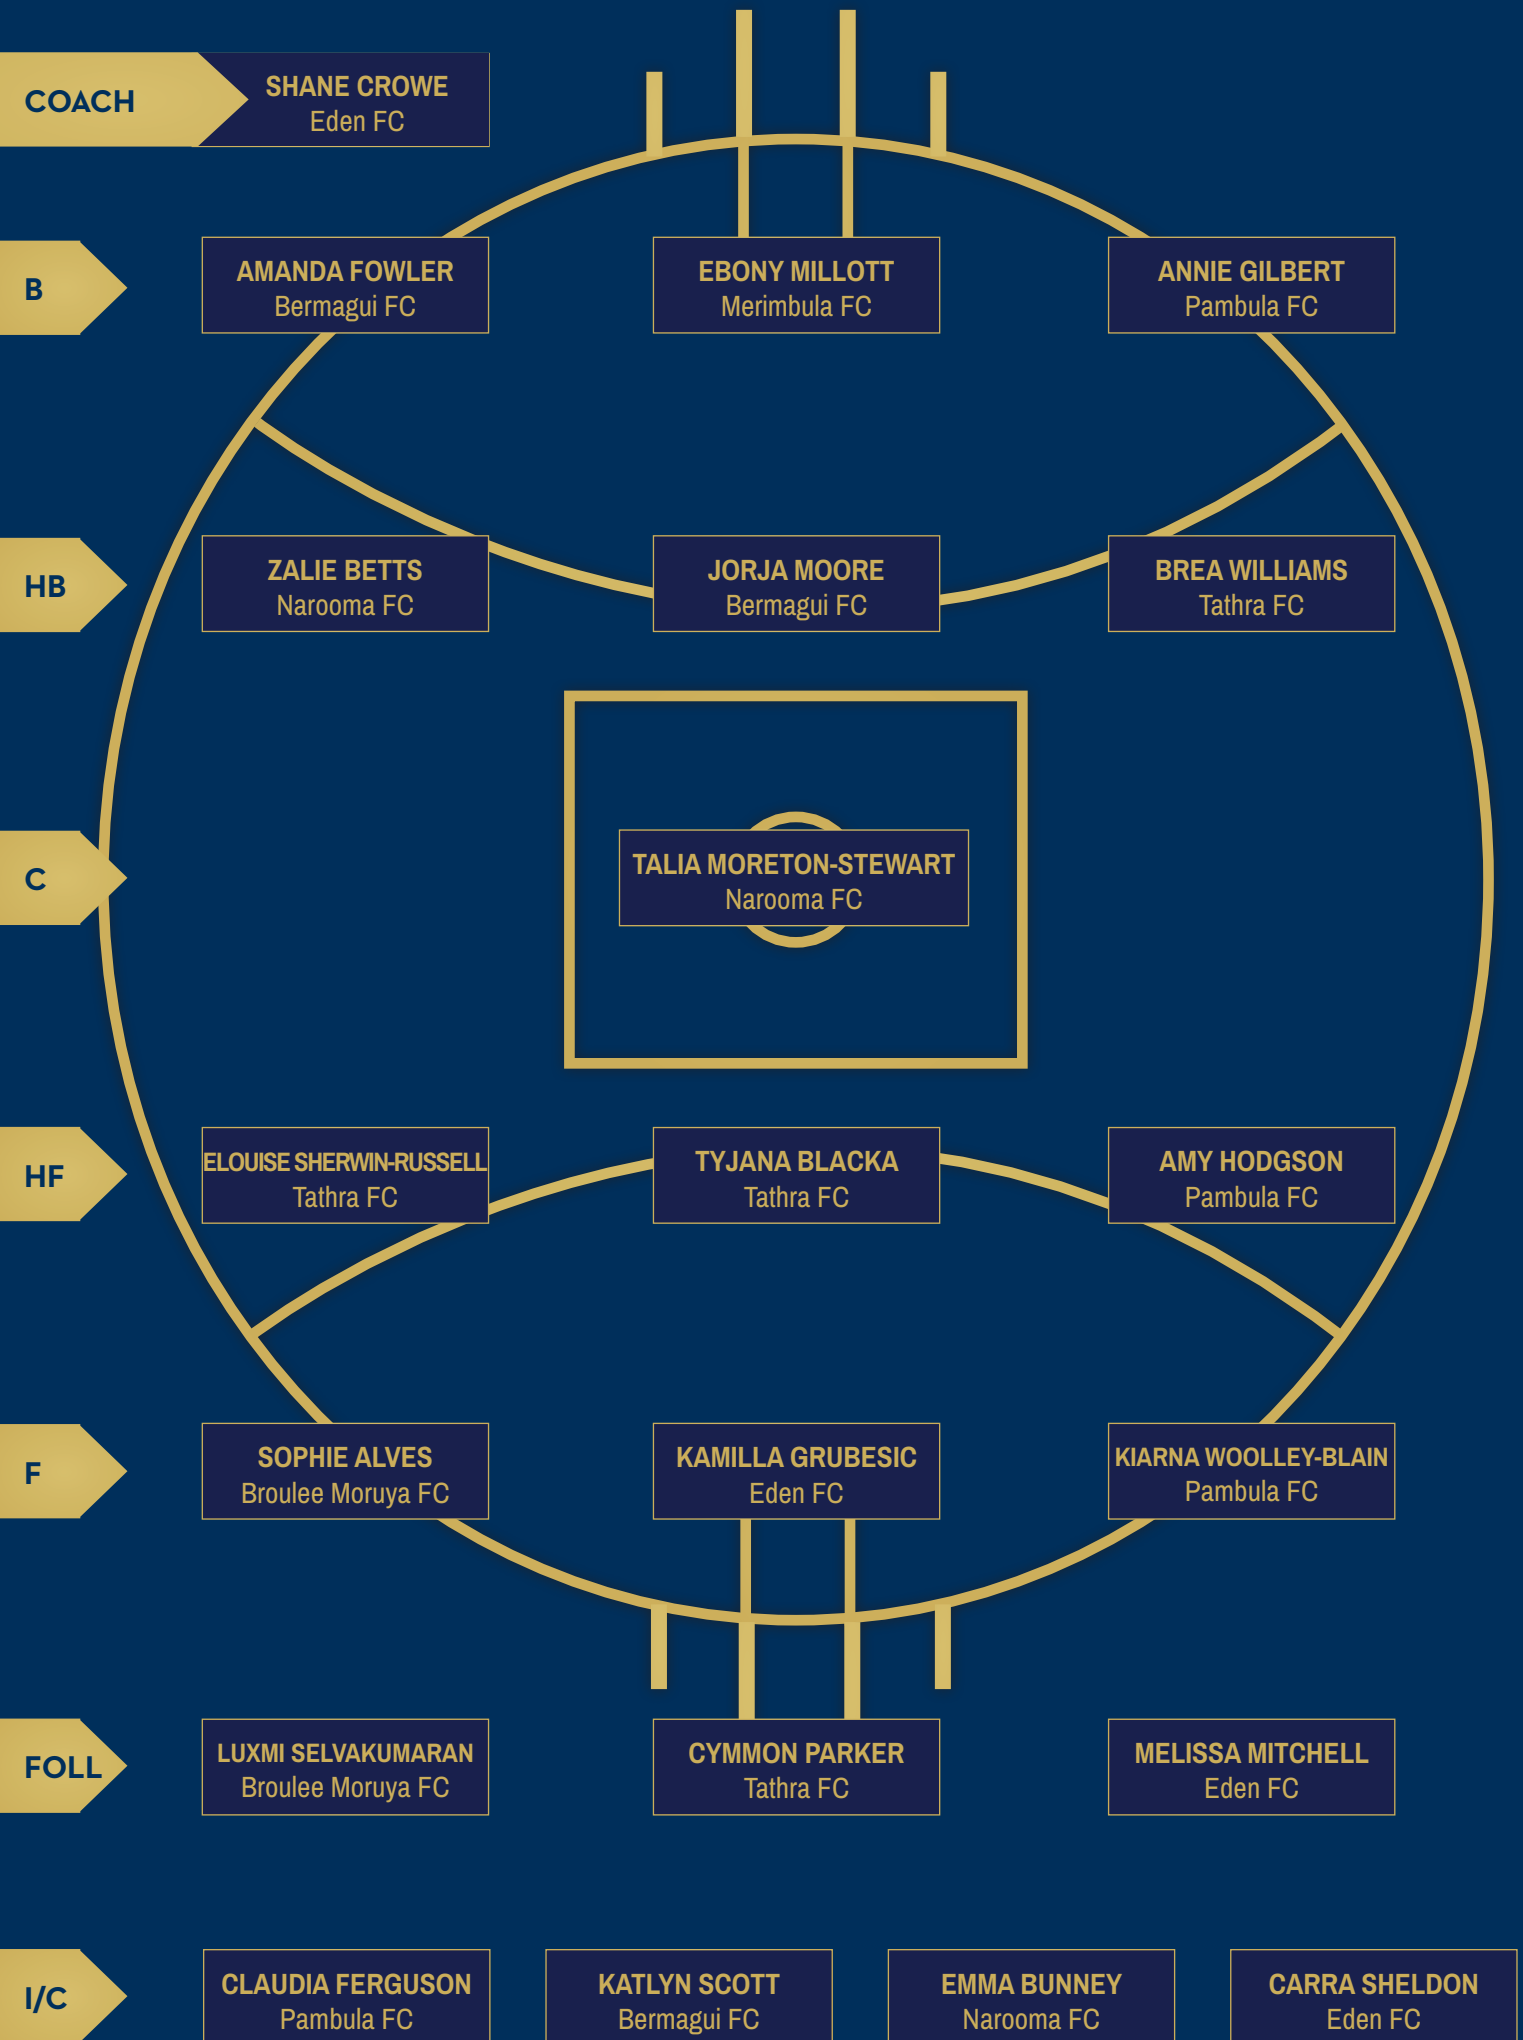 COACH
SHANE CROWE
Eden FC
B
AMANDA FOWLER
Bermagui FC
EBONY MILLOTT
Merimbula FC
ANNIE GILBERT
Pambula FC
HB
ZALIE BETTS
Narooma FC
JORJA MOORE
Bermagui FC
BREA WILLIAMS
Tathra FC
C
TALIA MORETON-STEWART
Narooma FC
HF
ELOUISE SHERWIN-RUSSELL
Tathra FC
TYJANA BLACKA
Tathra FC
AMY HODGSON
Pambula FC
F
SOPHIE ALVES
Broulee Moruya FC
KAMILLA GRUBESIC
Eden FC
KIARNA WOOLLEY-BLAIN
Pambula FC
FOLL
LUXMI SELVAKUMARAN
Broulee Moruya FC
CYMMON PARKER
Tathra FC
MELISSA MITCHELL
Eden FC
I/C
CLAUDIA FERGUSON
Pambula FC
KATLYN SCOTT
Bermagui FC
EMMA BUNNEY
Narooma FC
CARRA SHELDON
Eden FC